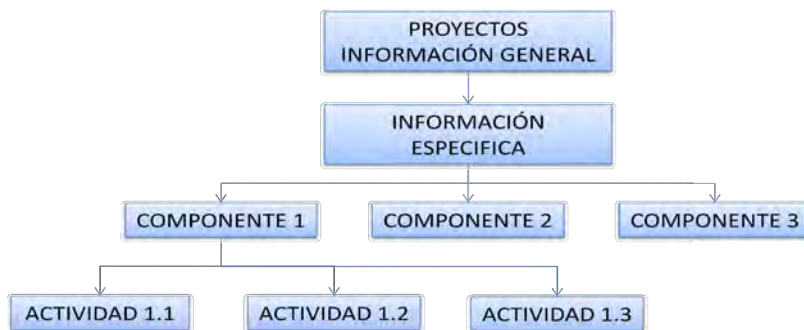 PROYECTOS
INFORMACIÓN GENERAL
INFORMACIÓN
ESPECIFICA
COMPONENTE 1
COMPONENTE 2
COMPONENTE 3
ACTIVIDAD 1.1
ACTIVIDAD 1.2
ACTIVIDAD 1.3